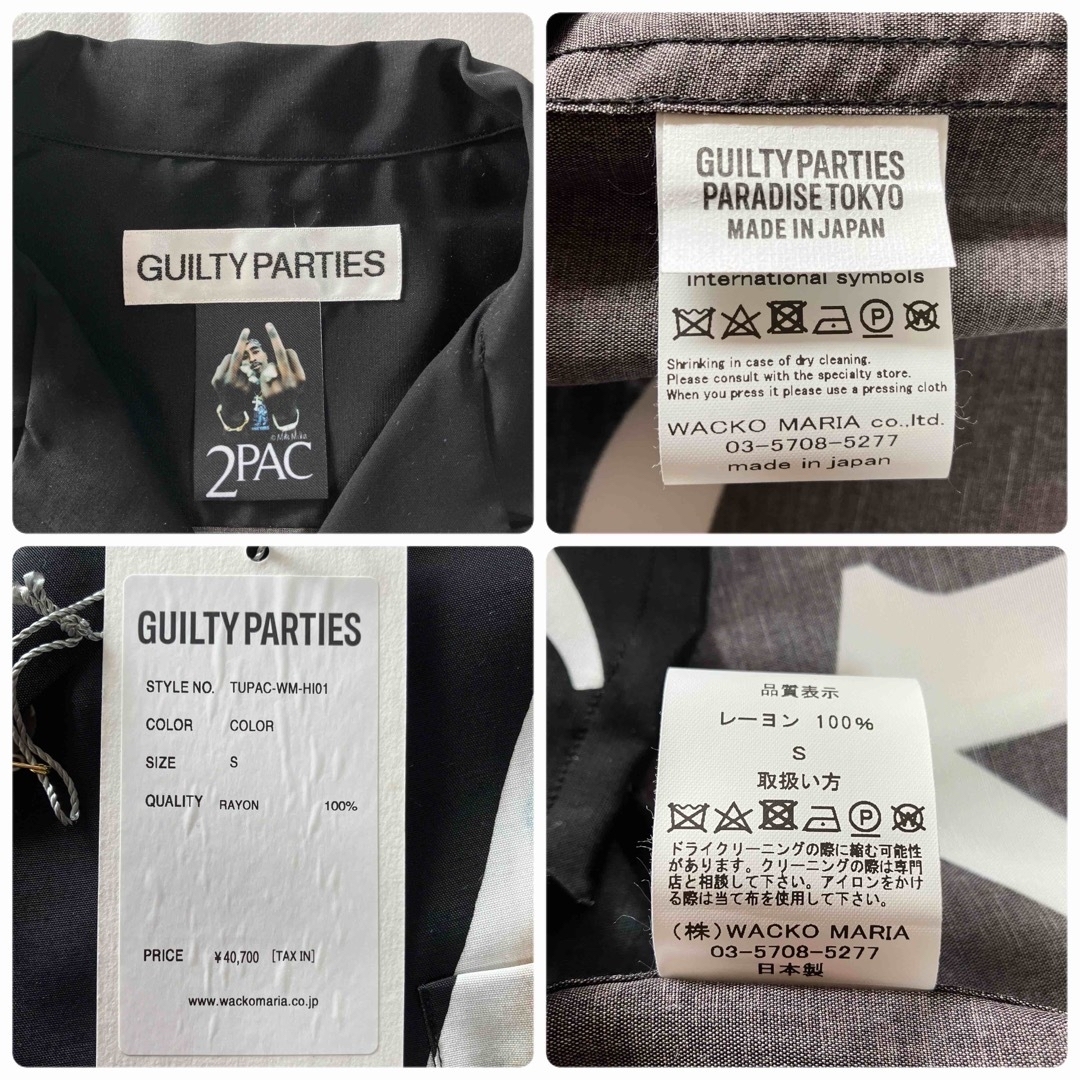 GUILTY PARTIES
© Mike Miller
2PAC
GUILTY PARTIES
PARADISE TOKYO
MADE IN JAPAN
international symbols
P W
Shrinking in case of dry cleaning.
Please consult with the specialty store.
When you press it please use a pressing cloth
WACKO MARIA co.,ltd.
03-5708-5277
made in japan
GUILTY PARTIES
STYLE NO. TUPAC-WM-HI01
COLOR COLOR
SIZE S
QUALITY RAYON 100%
PRICE ¥40,700 [TAX IN]
www.wackomaria.co.jp
品質表示
レーヨン 100%
S
取扱い方
P W
ドライクリーニングの際に縮む可能性
があります。クリーニングの際は専門
店と相談して下さい。アイロンをかけ
る際は当て布を使用して下さい。
(株)WACKO MARIA
03-5708-5277
日本製